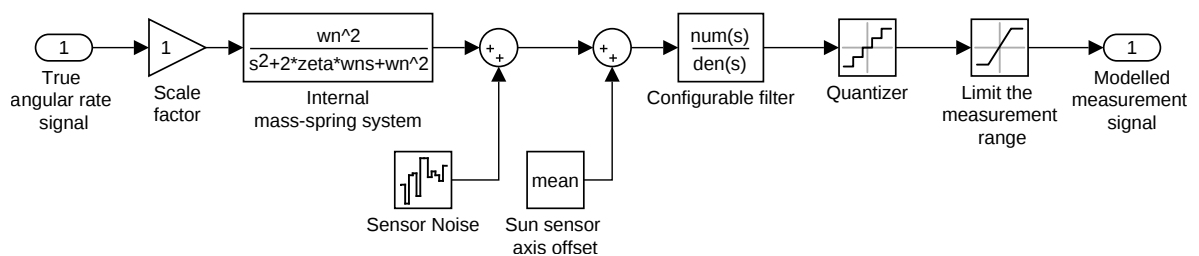 1
True
angular rate
signal
1
Scale
factor
wn^2
s2+2*zeta*wns+wn^2
Internal
mass-spring system
+
+
Sensor Noise
+
+
mean
Sun sensor
axis offset
num(s)
den(s)
Configurable filter
Quantizer
Limit the
measurement
range
1
Modelled
measurement
signal